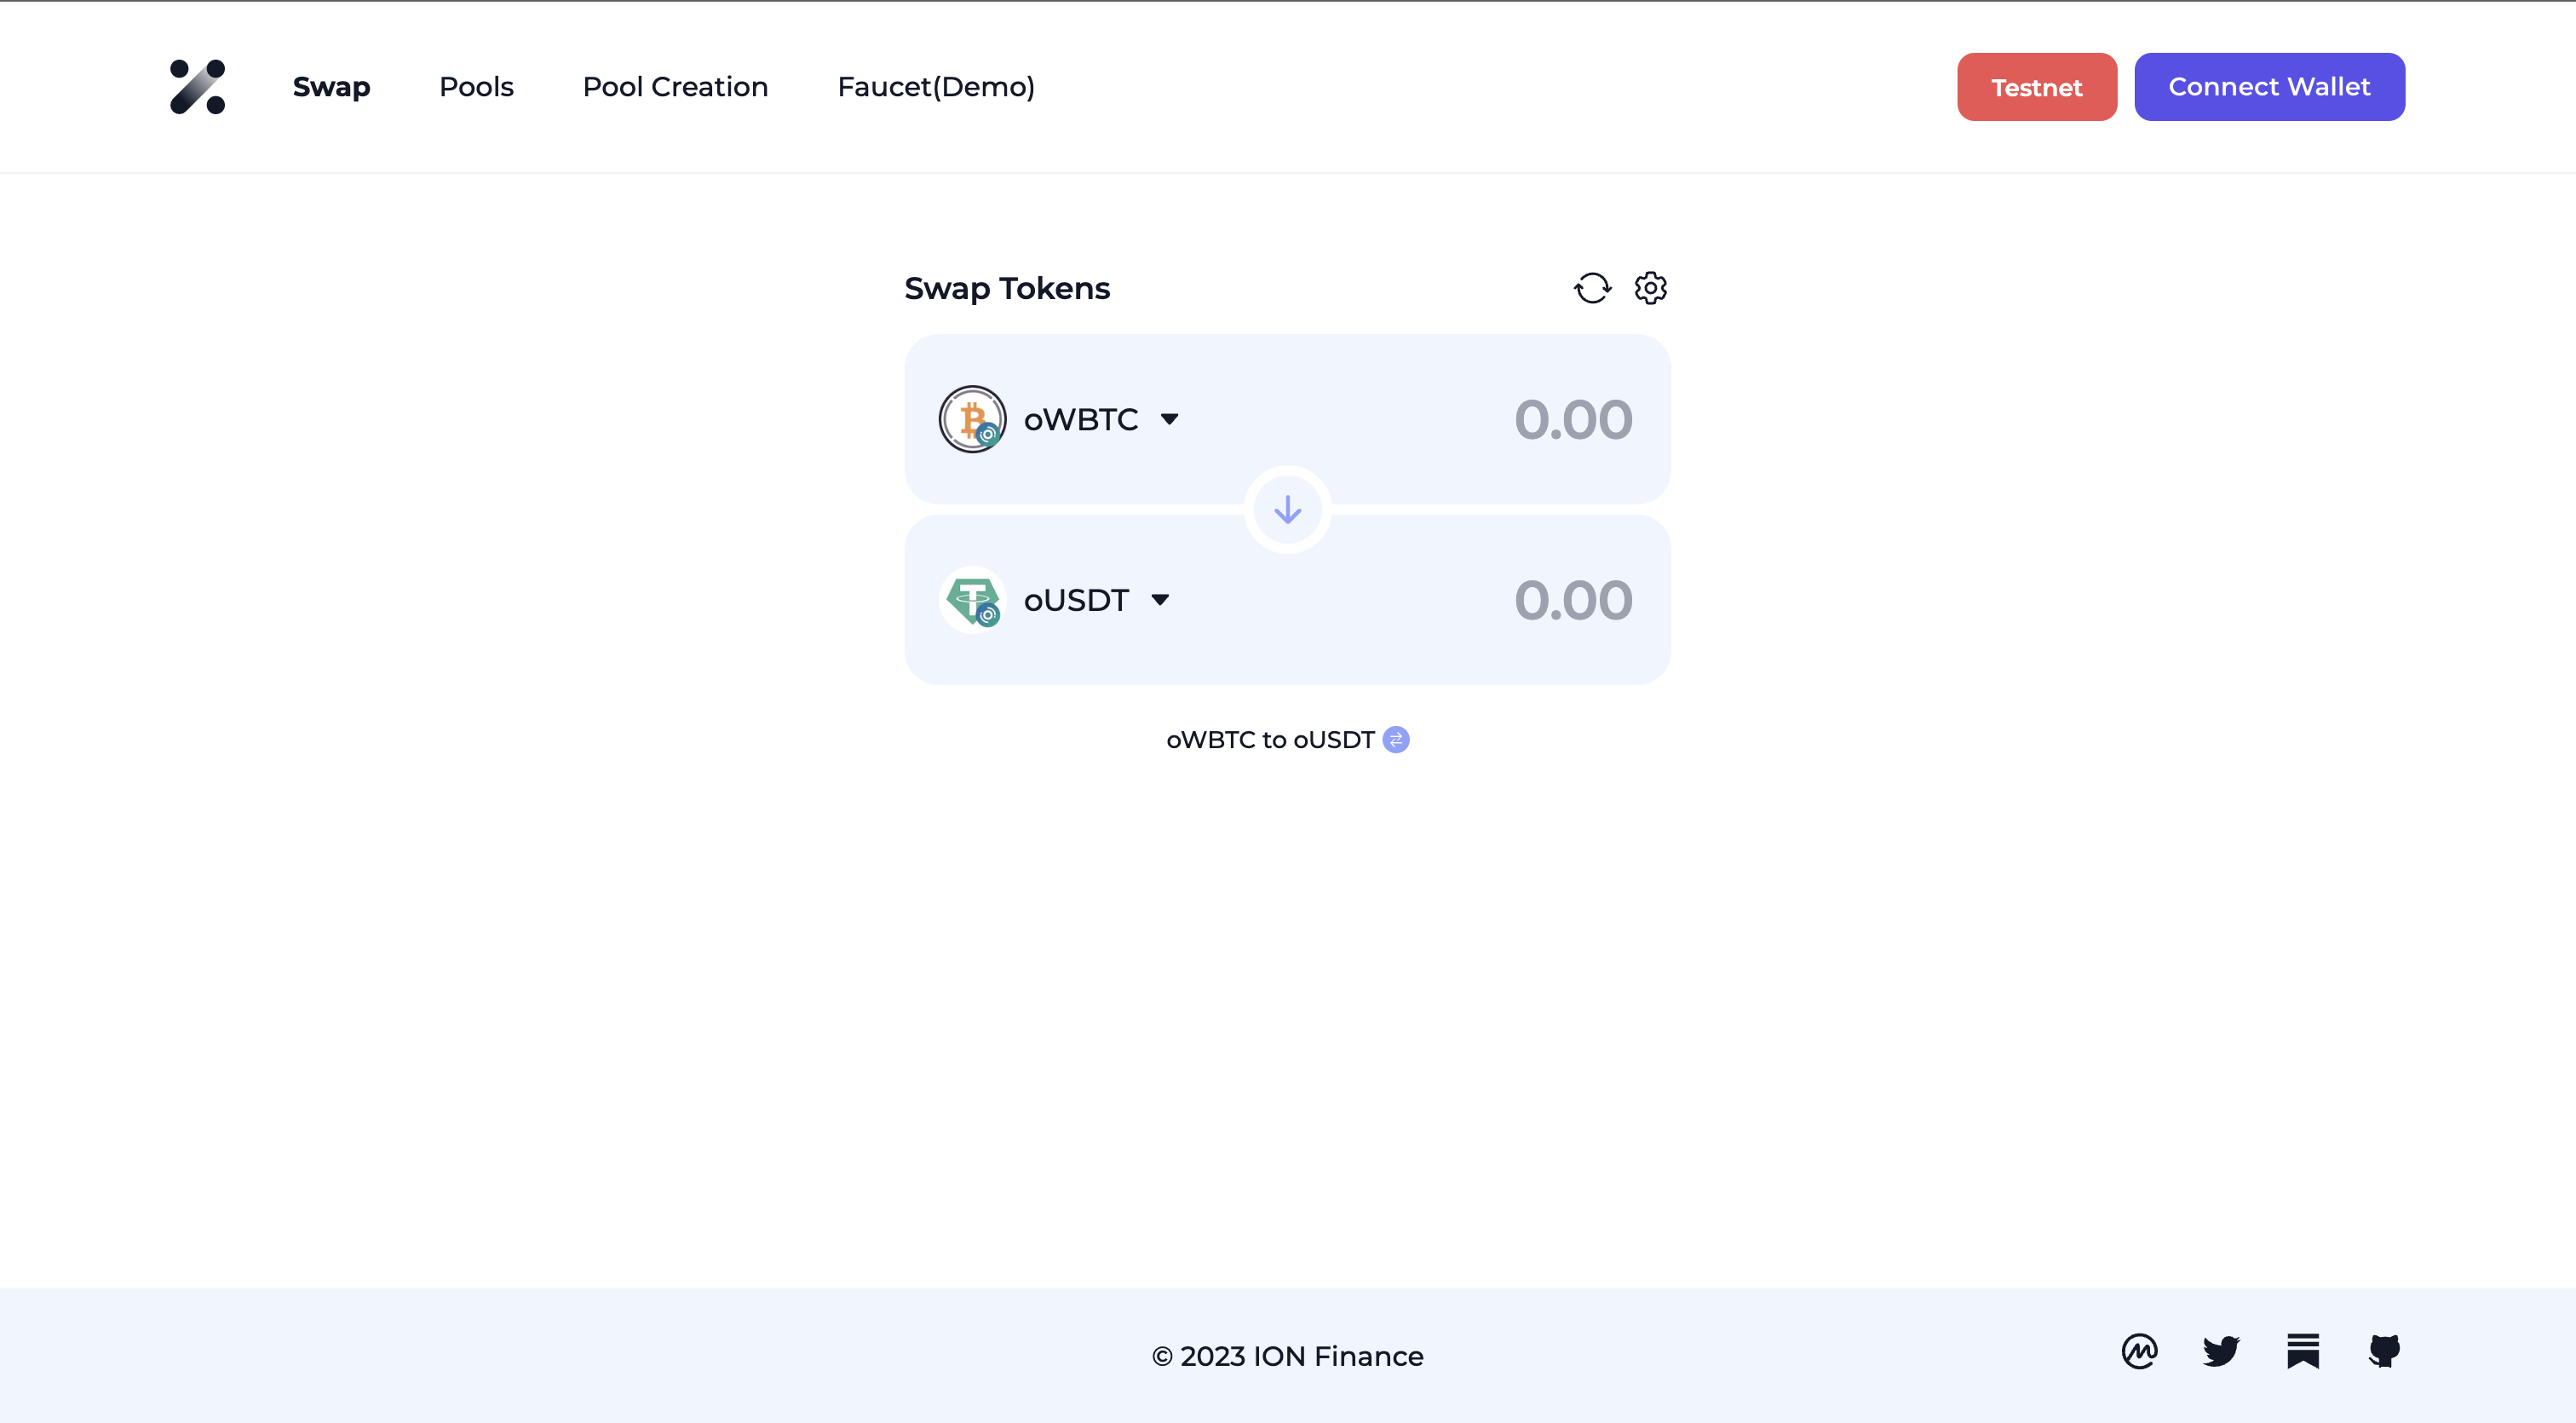 Swap
Pools
Pool Creation
Faucet(Demo)
Testnet
Connect Wallet
Swap Tokens
oWBTC
0.00
oUSDT
0.00
oWBTC to oUSDT
© 2023 ION Finance